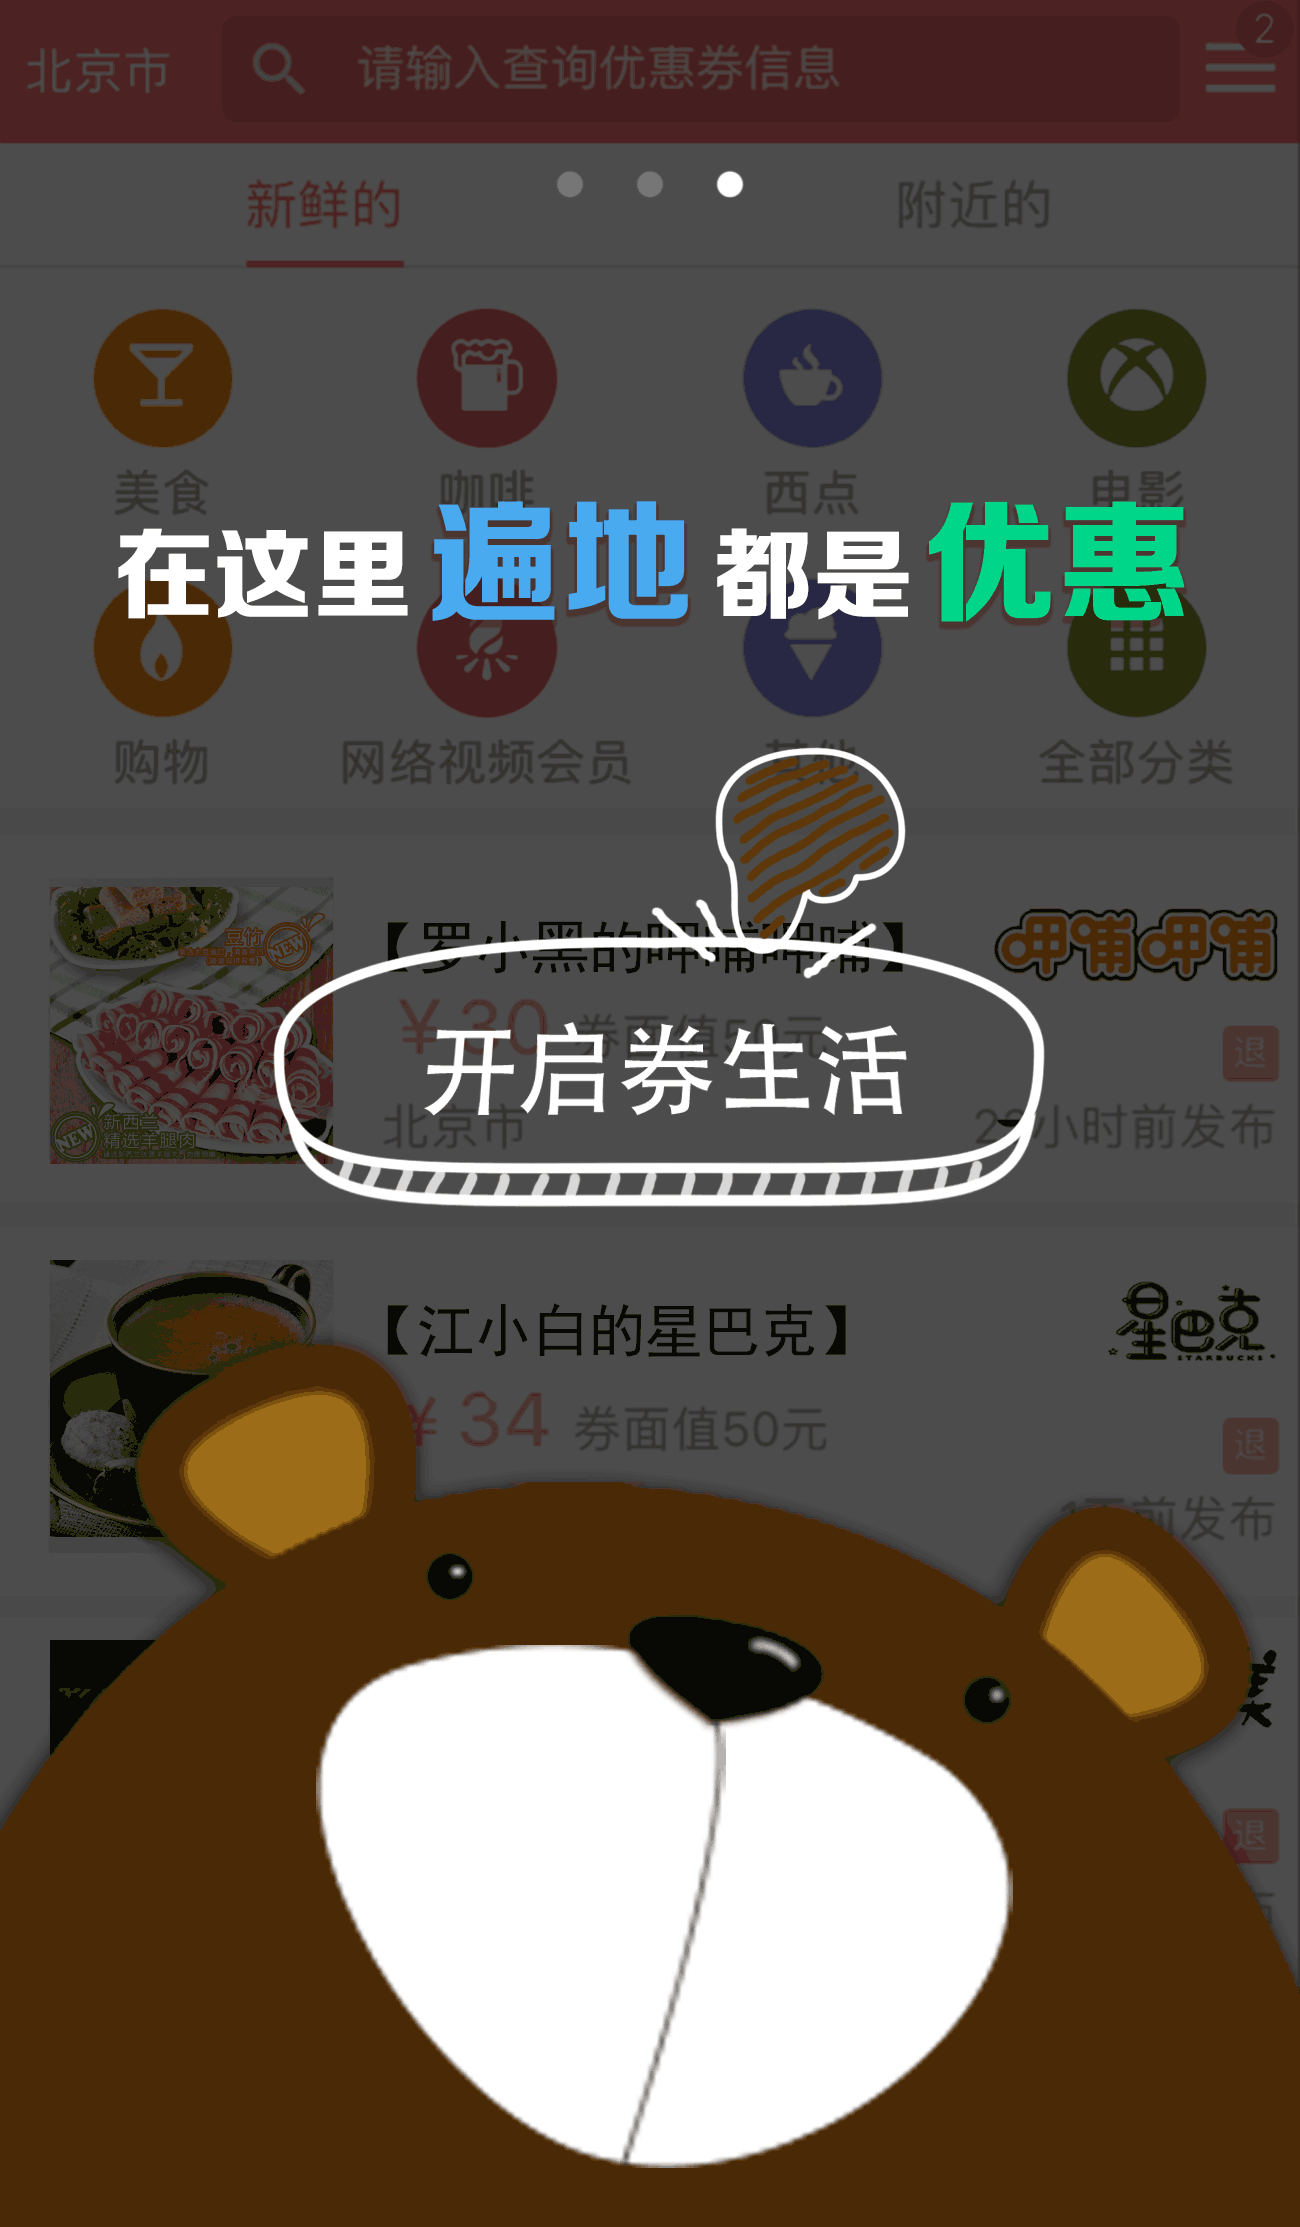 北京市 请输入查询优惠券信息 2
新鲜的 附近的
美食 咖啡 西点 电影
在这里遍地都是优惠
购物 网络视频会员 其他 全部分类
【罗小黑的呷哺呷哺】 呷哺呷哺
豆竹
NEW
¥30 券面值50元 退
开启券生活
北京市 小时前发布
NEW 新西兰
精选羊腿肉
【江小白的星巴克】 星巴克
STARBUCKS
¥34 券面值50元 退
1天前发布
退